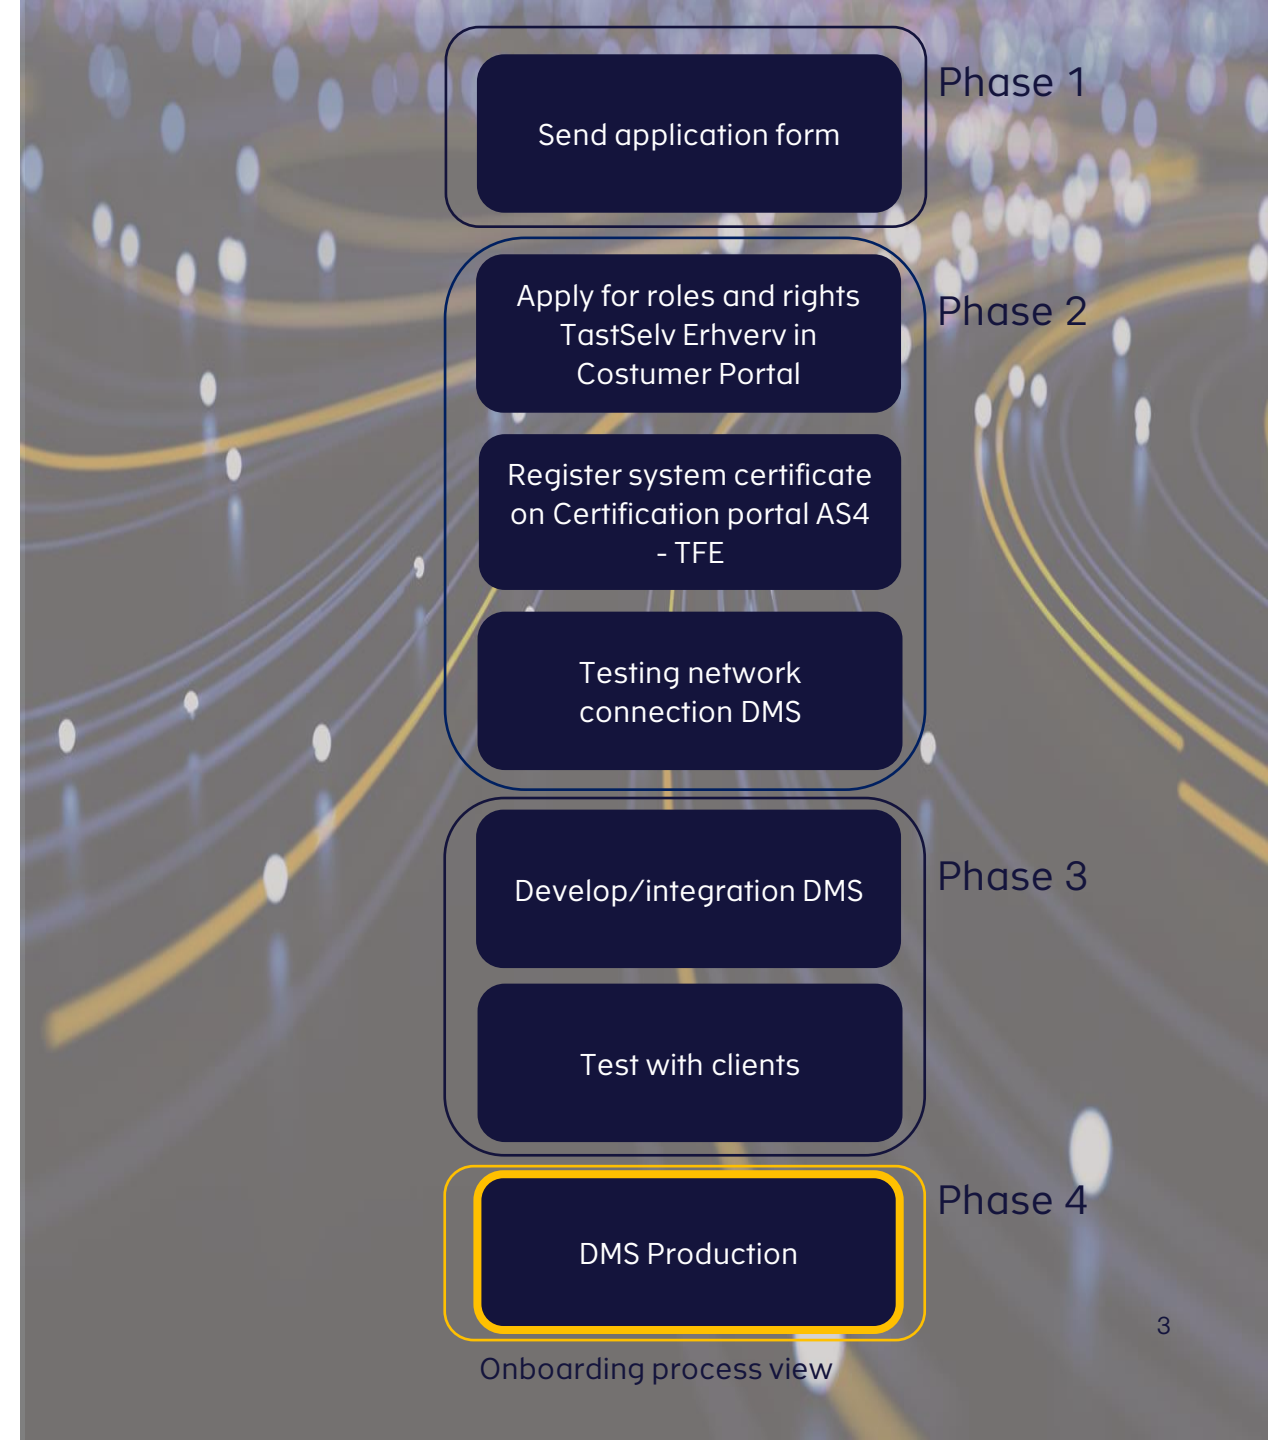 Phase 1
Send application form
Phase 2
Apply for roles and rights
TastSelv Erhverv in
Costumer Portal
Register system certificate
on Certification portal AS4
- TFE
Testing network
connection DMS
Phase 3
Develop/integration DMS
Test with clients
Phase 4
DMS Production
3
Onboarding process view